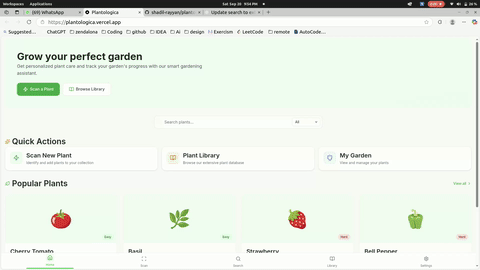 Workspaces Applications
Sat Sep 20 9:54 PM
(69) WhatsApp
Plantologica
shadil-rayyan/plant
Update search to o
https://plantologica.vercel.app
Suggested... ChatGPT zendalona Coding github IDEA Ai design Exercism LeetCode remote AutoCode...
Grow your perfect garden
Get personalized plant care and track your garden's progress with our smart gardening
assistant.
Scan a Plant
Browse Library
Search plants...
All
Quick Actions
Scan New Plant
Identify and add plants to your collection
Plant Library
Browse our extensive plant database
My Garden
View and manage your plants
Popular Plants
View all
Easy
Easy
Hard
Hard
Cherry Tomato
Basil
Strawberry
Bell Pepper
Home
Scan
Search
Library
Settings